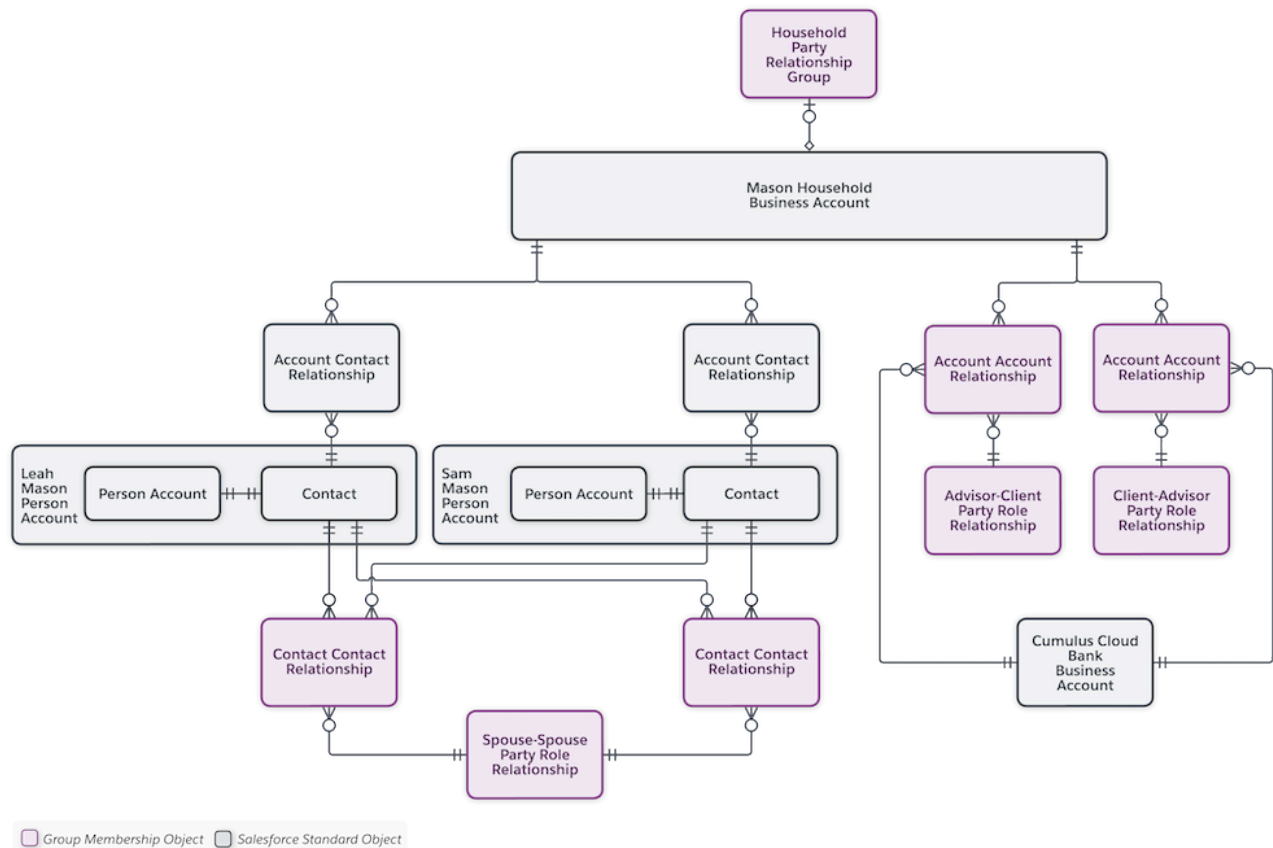 Household
Party
Relationship
Group
Mason Household
Business Account
Account Contact
Relationship
Account Contact
Relationship
Account Account
Relationship
Account Account
Relationship
Leah
Mason
Person
Account
Person Account
Contact
Sam
Mason
Person
Account
Person Account
Contact
Advisor-Client
Party Role
Relationship
Client-Advisor
Party Role
Relationship
Contact Contact
Relationship
Contact Contact
Relationship
Cumulus Cloud
Bank
Business
Account
Spouse-Spouse
Party Role
Relationship
Group Membership Object
Salesforce Standard Object